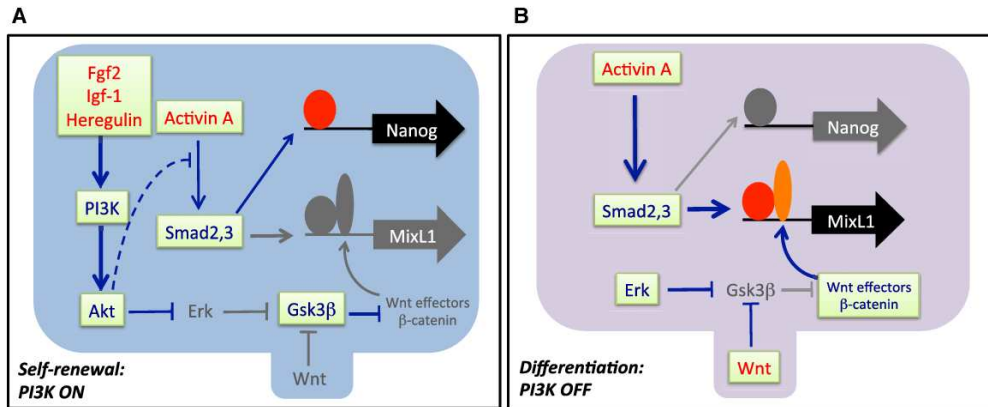 A
Fgf2
Igf-1
Heregulin
Activin A
Nanog
PI3K
Smad2,3
MixL1
Akt
Erk
Gsk3β
Wnt effectors
β-catenin
Wnt
Self-renewal:
PI3K ON
B
Activin A
Nanog
Smad2,3
MixL1
Erk
Gsk3β
Wnt effectors
β-catenin
Wnt
Differentiation:
PI3K OFF